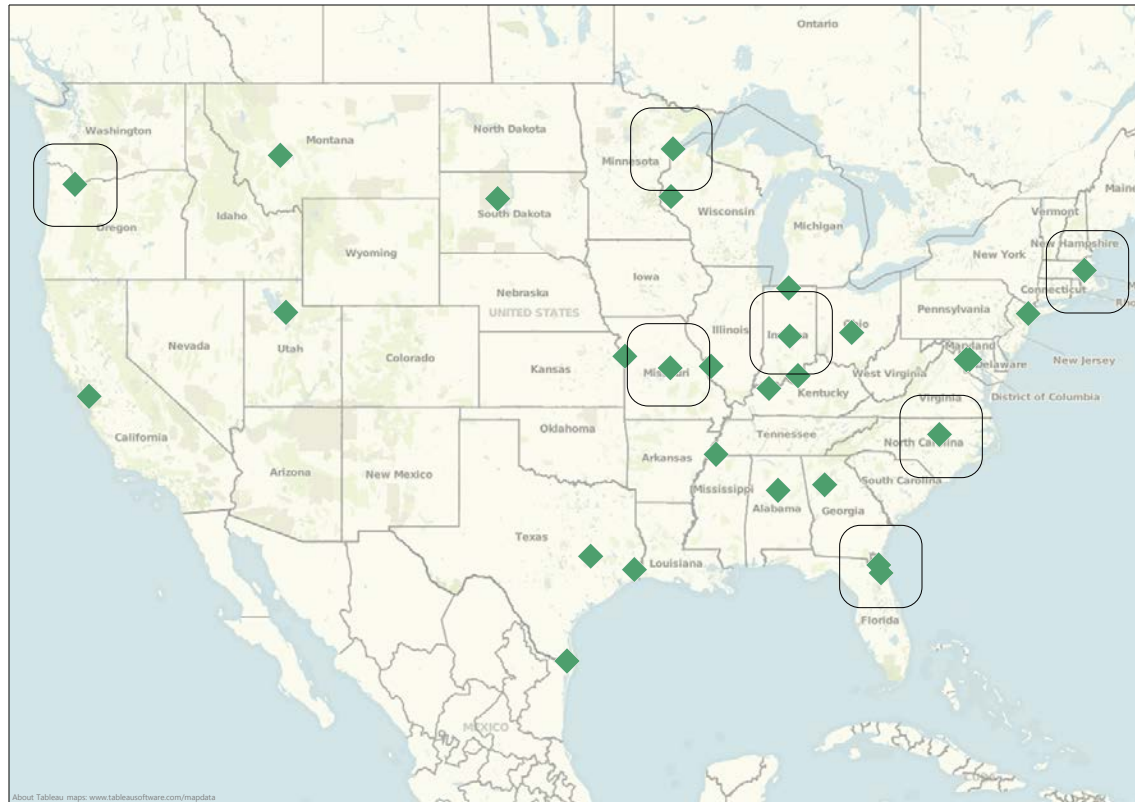 Ontario
Washington
Montana
North Dakota
Minnesota
Maine
Oregon
Idaho
South Dakota
Wisconsin
Michigan
Vermont
New Hampshire
New York
Wyoming
Iowa
Connecticut
Nebraska
UNITED STATES
Pennsylvania
Illinois
Ohio
Nevada
Utah
Colorado
Kansas
Missouri
Maryland
New Jersey
Delaware
West Virginia
Kentucky
Virginia
District of Columbia
California
Oklahoma
Tennessee
North Carolina
Arizona
New Mexico
Arkansas
South Carolina
Mississippi
Alabama
Georgia
Texas
Louisiana
Florida
MEXICO
CUBA
About Tableau maps: www.tableausoftware.com/mapdata